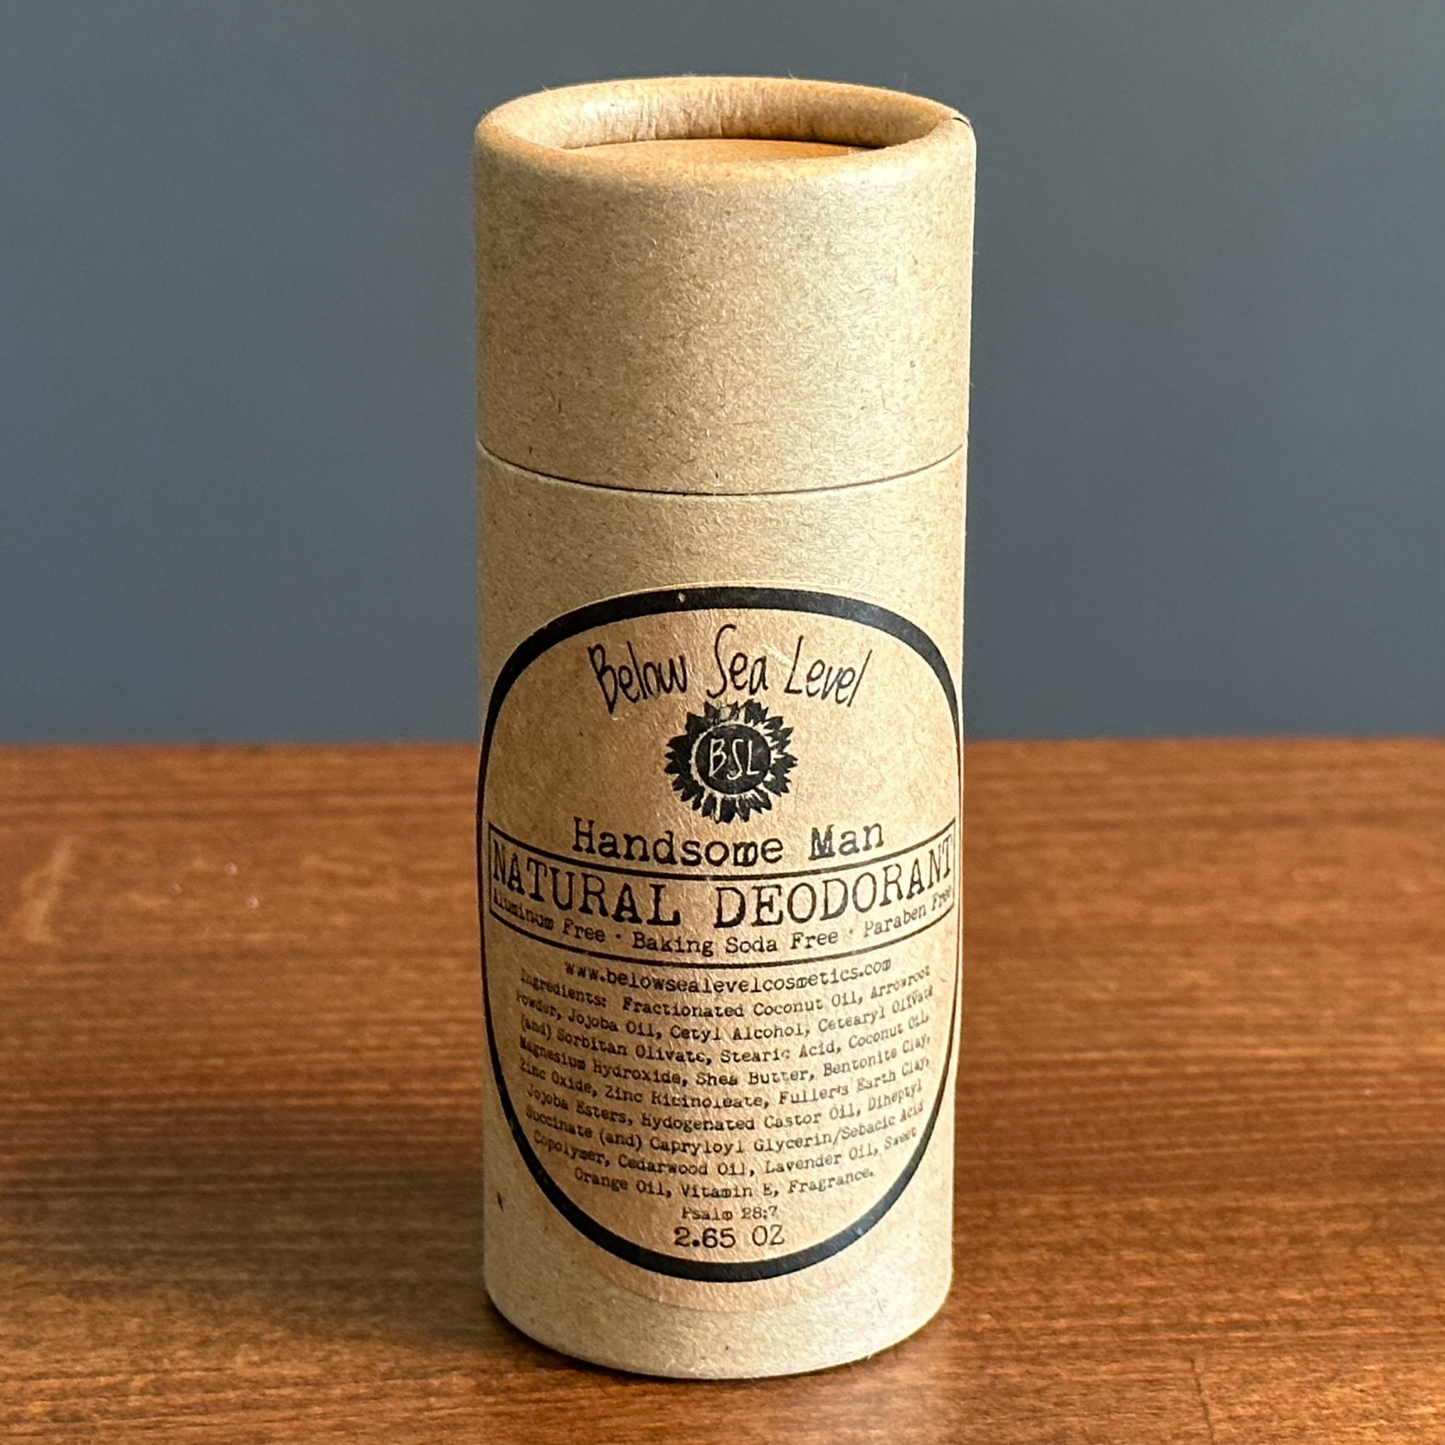 Below Sea Level
BSL
Handsome Man
NATURAL DEODORANT
Aluminum Free · Baking Soda Free · Paraben Free
www.belowsealevelcosmetics.com
Ingredients: Fractionated Coconut Oil, Arrowroot
Powder, Jojoba Oil, Cetyl Alcohol, Cetearyl Olivate
(and) Sorbitan Olivate, Stearic Acid, Coconut Oil,
Magnesium Hydroxide, Shea Butter, Bentonite Clay,
Zinc Oxide, Zinc Ricinoleate, Fuller's Earth Clay,
Jojoba Esters, Hydogenated Castor Oil, Diheptyl
Succinate (and) Capryloyl Glycerin/Sebacic Acid
Copolymer, Cedarwood Oil, Lavender Oil, Sweet
Orange Oil, Vitamin E, Fragrance.
Psalm 28:7
2.65 OZ